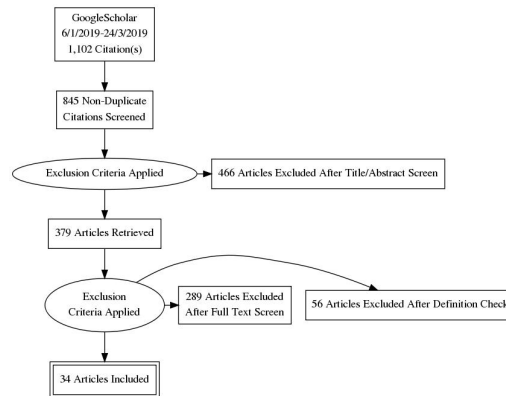 GoogleScholar
6/1/2019-24/3/2019
1,102 Citation(s)
845 Non-Duplicate
Citations Screened
Exclusion Criteria Applied
466 Articles Excluded After Title/Abstract Screen
379 Articles Retrieved
Exclusion
Criteria Applied
289 Articles Excluded
After Full Text Screen
56 Articles Excluded After Definition Check
34 Articles Included